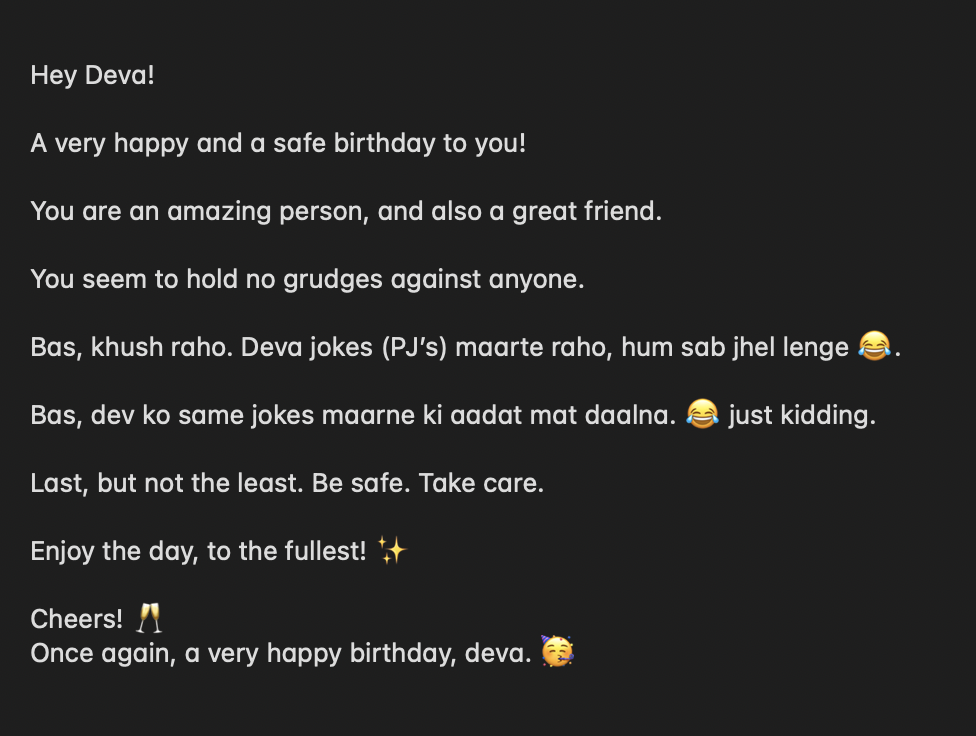 Hey Deva!
A very happy and a safe birthday to you!
You are an amazing person, and also a great friend.
You seem to hold no grudges against anyone.
Bas, khush raho. Deva jokes (PJ’s) maarte raho, hum sab jhel lenge 😂.
Bas, dev ko same jokes maarne ki aadat mat daalna. 😂 just kidding.
Last, but not the least. Be safe. Take care.
Enjoy the day, to the fullest! ✨
Cheers! 🥂
Once again, a very happy birthday, deva. 🥳